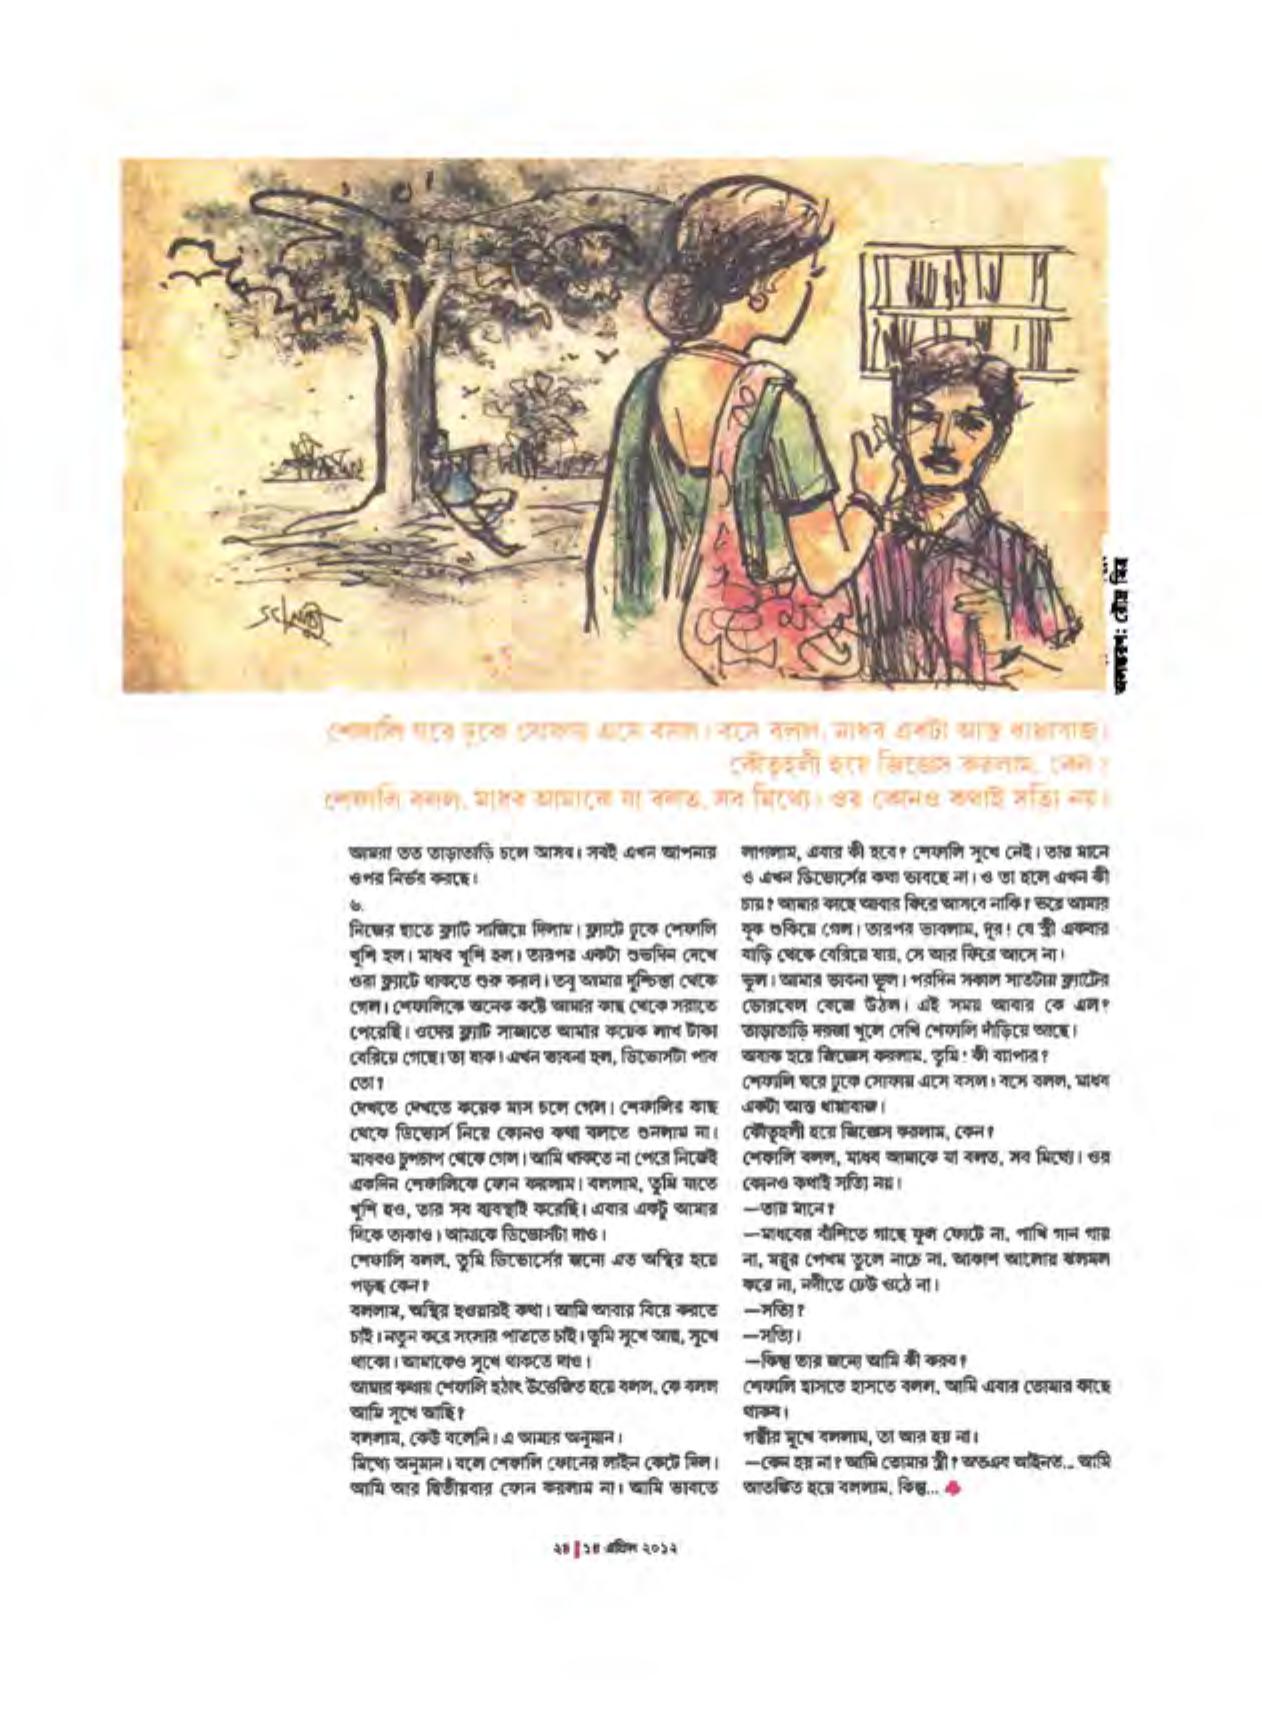 অলঙ্করণ: রৌদ্র মিত্র
শেফালি ঘরে ঢুকে সোফায় এসে বসল। বসে বলল, মাধব একটা আস্ত ধাপ্পাবাজ।
কৌতূহলী হয়ে জিজ্ঞেস করলাম, কেন?
শেফালি বলল, মাধব আমাকে যা বলত, সব মিথ্যে। ওর কোনও কথাই সত্যি নয়।
আমরা তত তাড়াতাড়ি চলে আসব। সবই এখন আপনার
ওপর নির্ভর করছে।
৬.
নিজের হাতে ফ্ল্যাট সাজিয়ে দিলাম। ফ্ল্যাটে ঢুকে শেফালি
খুশি হল। মাধব খুশি হল। তারপর একটা শুভদিন দেখে
ওরা ফ্ল্যাটে থাকতে শুরু করল। তবু আমার দুশ্চিন্তা থেকে
গেল। শেফালিকে অনেক কষ্টে আমার কাছ থেকে সরাতে
পেরেছি। ওদের ফ্ল্যাট সাজাতে আমার কয়েক লাখ টাকা
বেরিয়ে গেছে। তা যাক। এখন ভাবনা হল, ডিভোর্সটা পাব
তো?
দেখতে দেখতে কয়েক মাস চলে গেল। শেফালির কাছ
থেকে ডিভোর্স নিয়ে কোনও কথা বলতে শুনলাম না।
মাধবও চুপচাপ থেকে গেল। আমি থাকতে না পেরে নিজেই
একদিন শেফালিকে ফোন করলাম। বললাম, তুমি যাতে
খুশি হও, তার সব ব্যবস্থাই করেছি। এবার একটু আমার
দিকে তাকাও। আমাকে ডিভোর্সটা দাও।
শেফালি বলল, তুমি ডিভোর্সের জন্যে এত অস্থির হয়ে
পড়ছ কেন?
বললাম, অস্থির হওয়ারই কথা। আমি আবার বিয়ে করতে
চাই। নতুন করে সংসার পাততে চাই। তুমি সুখে আছ, সুখে
থাকো। আমাকেও সুখে থাকতে দাও।
আমার কথায় শেফালি হঠাৎ উত্তেজিত হয়ে বলল, কে বলল
আমি সুখে আছি?
বললাম, কেউ বলেনি। এ আমার অনুমান।
মিথ্যে অনুমান। বলে শেফালি ফোনের লাইন কেটে দিল।
আমি আর দ্বিতীয়বার ফোন করলাম না। আমি ভাবতে
লাগলাম, এবার কী হবে? শেফালি সুখে নেই। তার মানে
ও এখন ডিভোর্সের কথা ভাবছে না। ও তা হলে এখন কী
চায়? আমার কাছে আবার ফিরে আসবে নাকি? ভয়ে আমার
বুক শুকিয়ে গেল। তারপর ভাবলাম, দূর! যে স্ত্রী একবার
বাড়ি থেকে বেরিয়ে যায়, সে আর ফিরে আসে না।
ভুল। আমার ভাবনা ভুল। পরদিন সকাল সাতটায় ফ্ল্যাটের
ডোরবেল বেজে উঠল। এই সময় আবার কে এল?
তাড়াতাড়ি দরজা খুলে দেখি শেফালি দাঁড়িয়ে আছে।
অবাক হয়ে জিজ্ঞেস করলাম, তুমি! কী ব্যাপার?
শেফালি ঘরে ঢুকে সোফায় এসে বসল। বসে বলল, মাধব
একটা আস্ত ধাপ্পাবাজ।
কৌতূহলী হয়ে জিজ্ঞেস করলাম, কেন?
শেফালি বলল, মাধব আমাকে যা বলত, সব মিথ্যে। ওর
কোনও কথাই সত্যি নয়।
—তার মানে?
—মাধবের বাঁশিতে গাছে ফুল ফোটে না, পাখি গান গায়
না, ময়ূর পেখম তুলে নাচে না, আকাশ আলোয় ঝলমল
করে না, নদীতে ঢেউ ওঠে না।
—সত্যি?
—সত্যি।
—কিন্তু তার জন্যে আমি কী করব?
শেফালি হাসতে হাসতে বলল, আমি এবার তোমার কাছে
থাকব।
গম্ভীর মুখে বললাম, তা আর হয় না।
—কেন হয় না? আমি তোমার স্ত্রী? অতএব আইনত... আমি
আতঙ্কিত হয়ে বললাম, কিন্তু...
২৪ | ১৪ এপ্রিল ২০১২